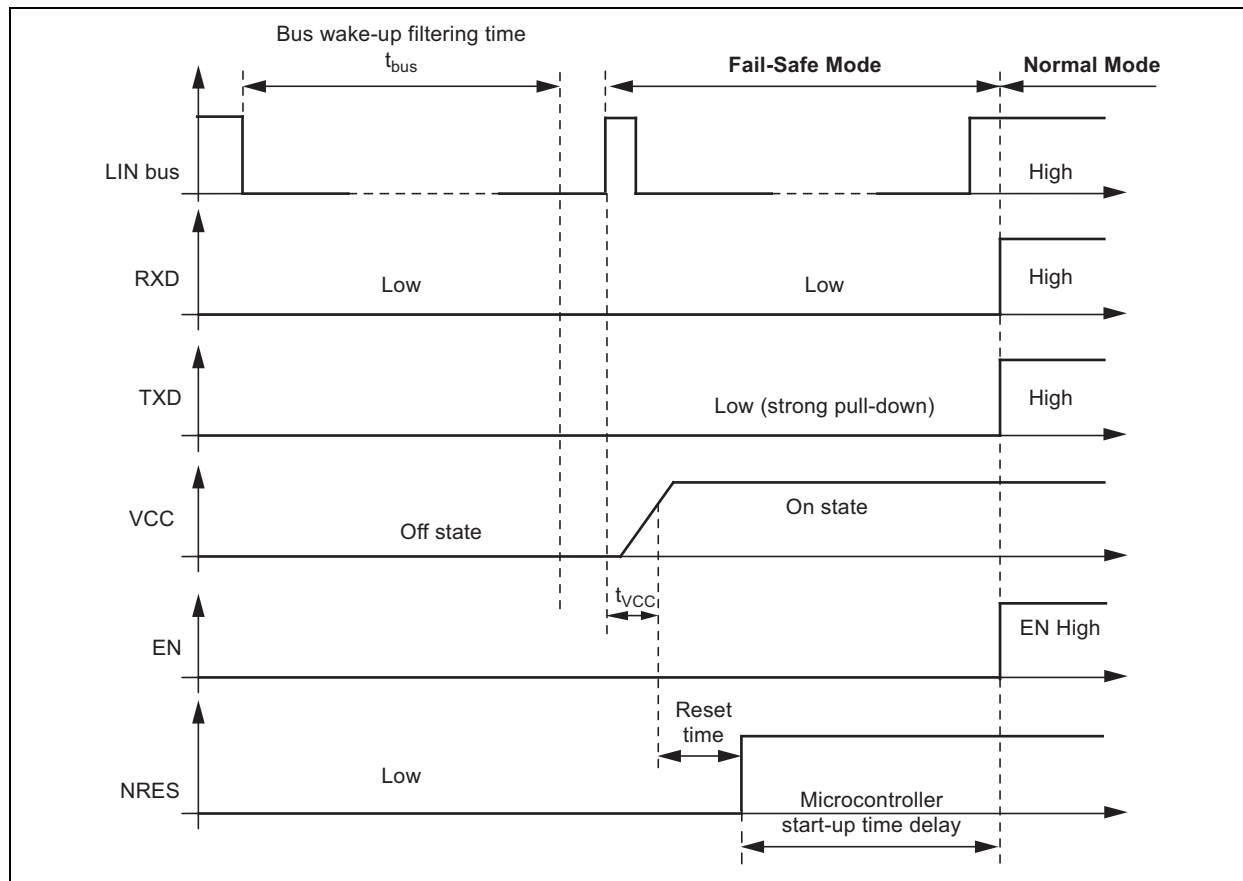 Bus wake-up filtering time
tbus
Fail-Safe Mode
Normal Mode
LIN bus
High
RXD
Low
Low
High
TXD
Low (strong pull-down)
High
VCC
Off state
On state
tVCC
EN
EN High
Reset
time
NRES
Low
Microcontroller
start-up time delay